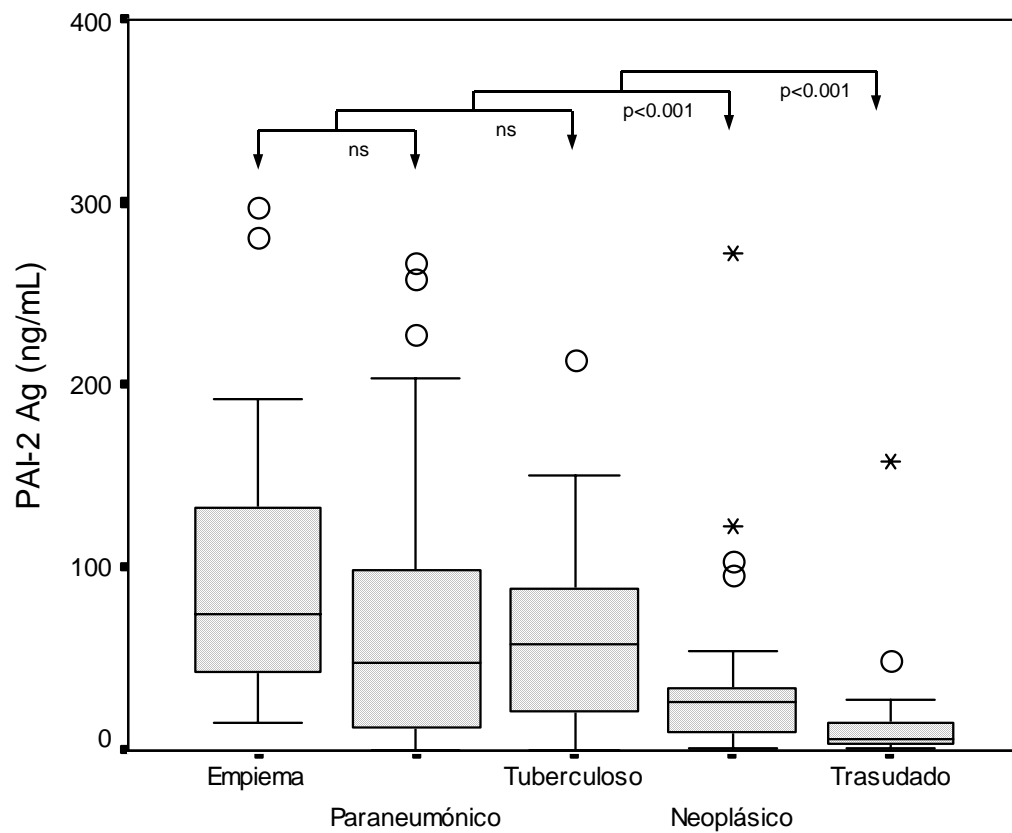 400
p<0.001
p<0.001
ns
ns
300
200
100
0
PAI-2 Ag (ng/mL)
Empiema
Tuberculoso
Trasudado
Paraneumónico
Neoplásico